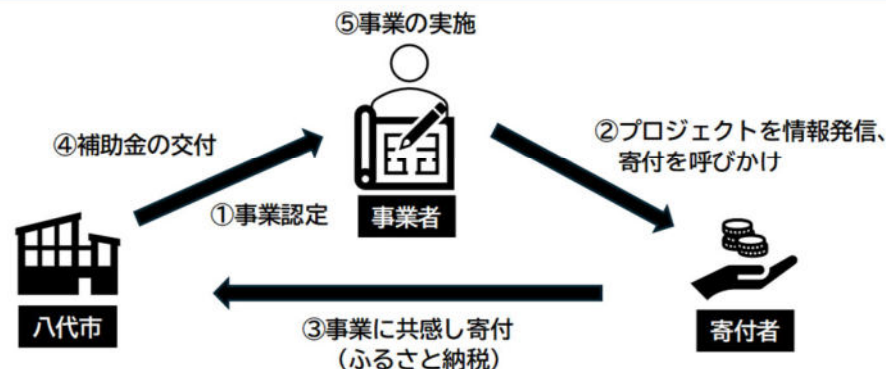 ⑤事業の実施
④補助金の交付
②プロジェクトを情報発信、
寄付を呼びかけ
①事業認定
事業者
八代市
③事業に共感し寄付
（ふるさと納税）
寄付者